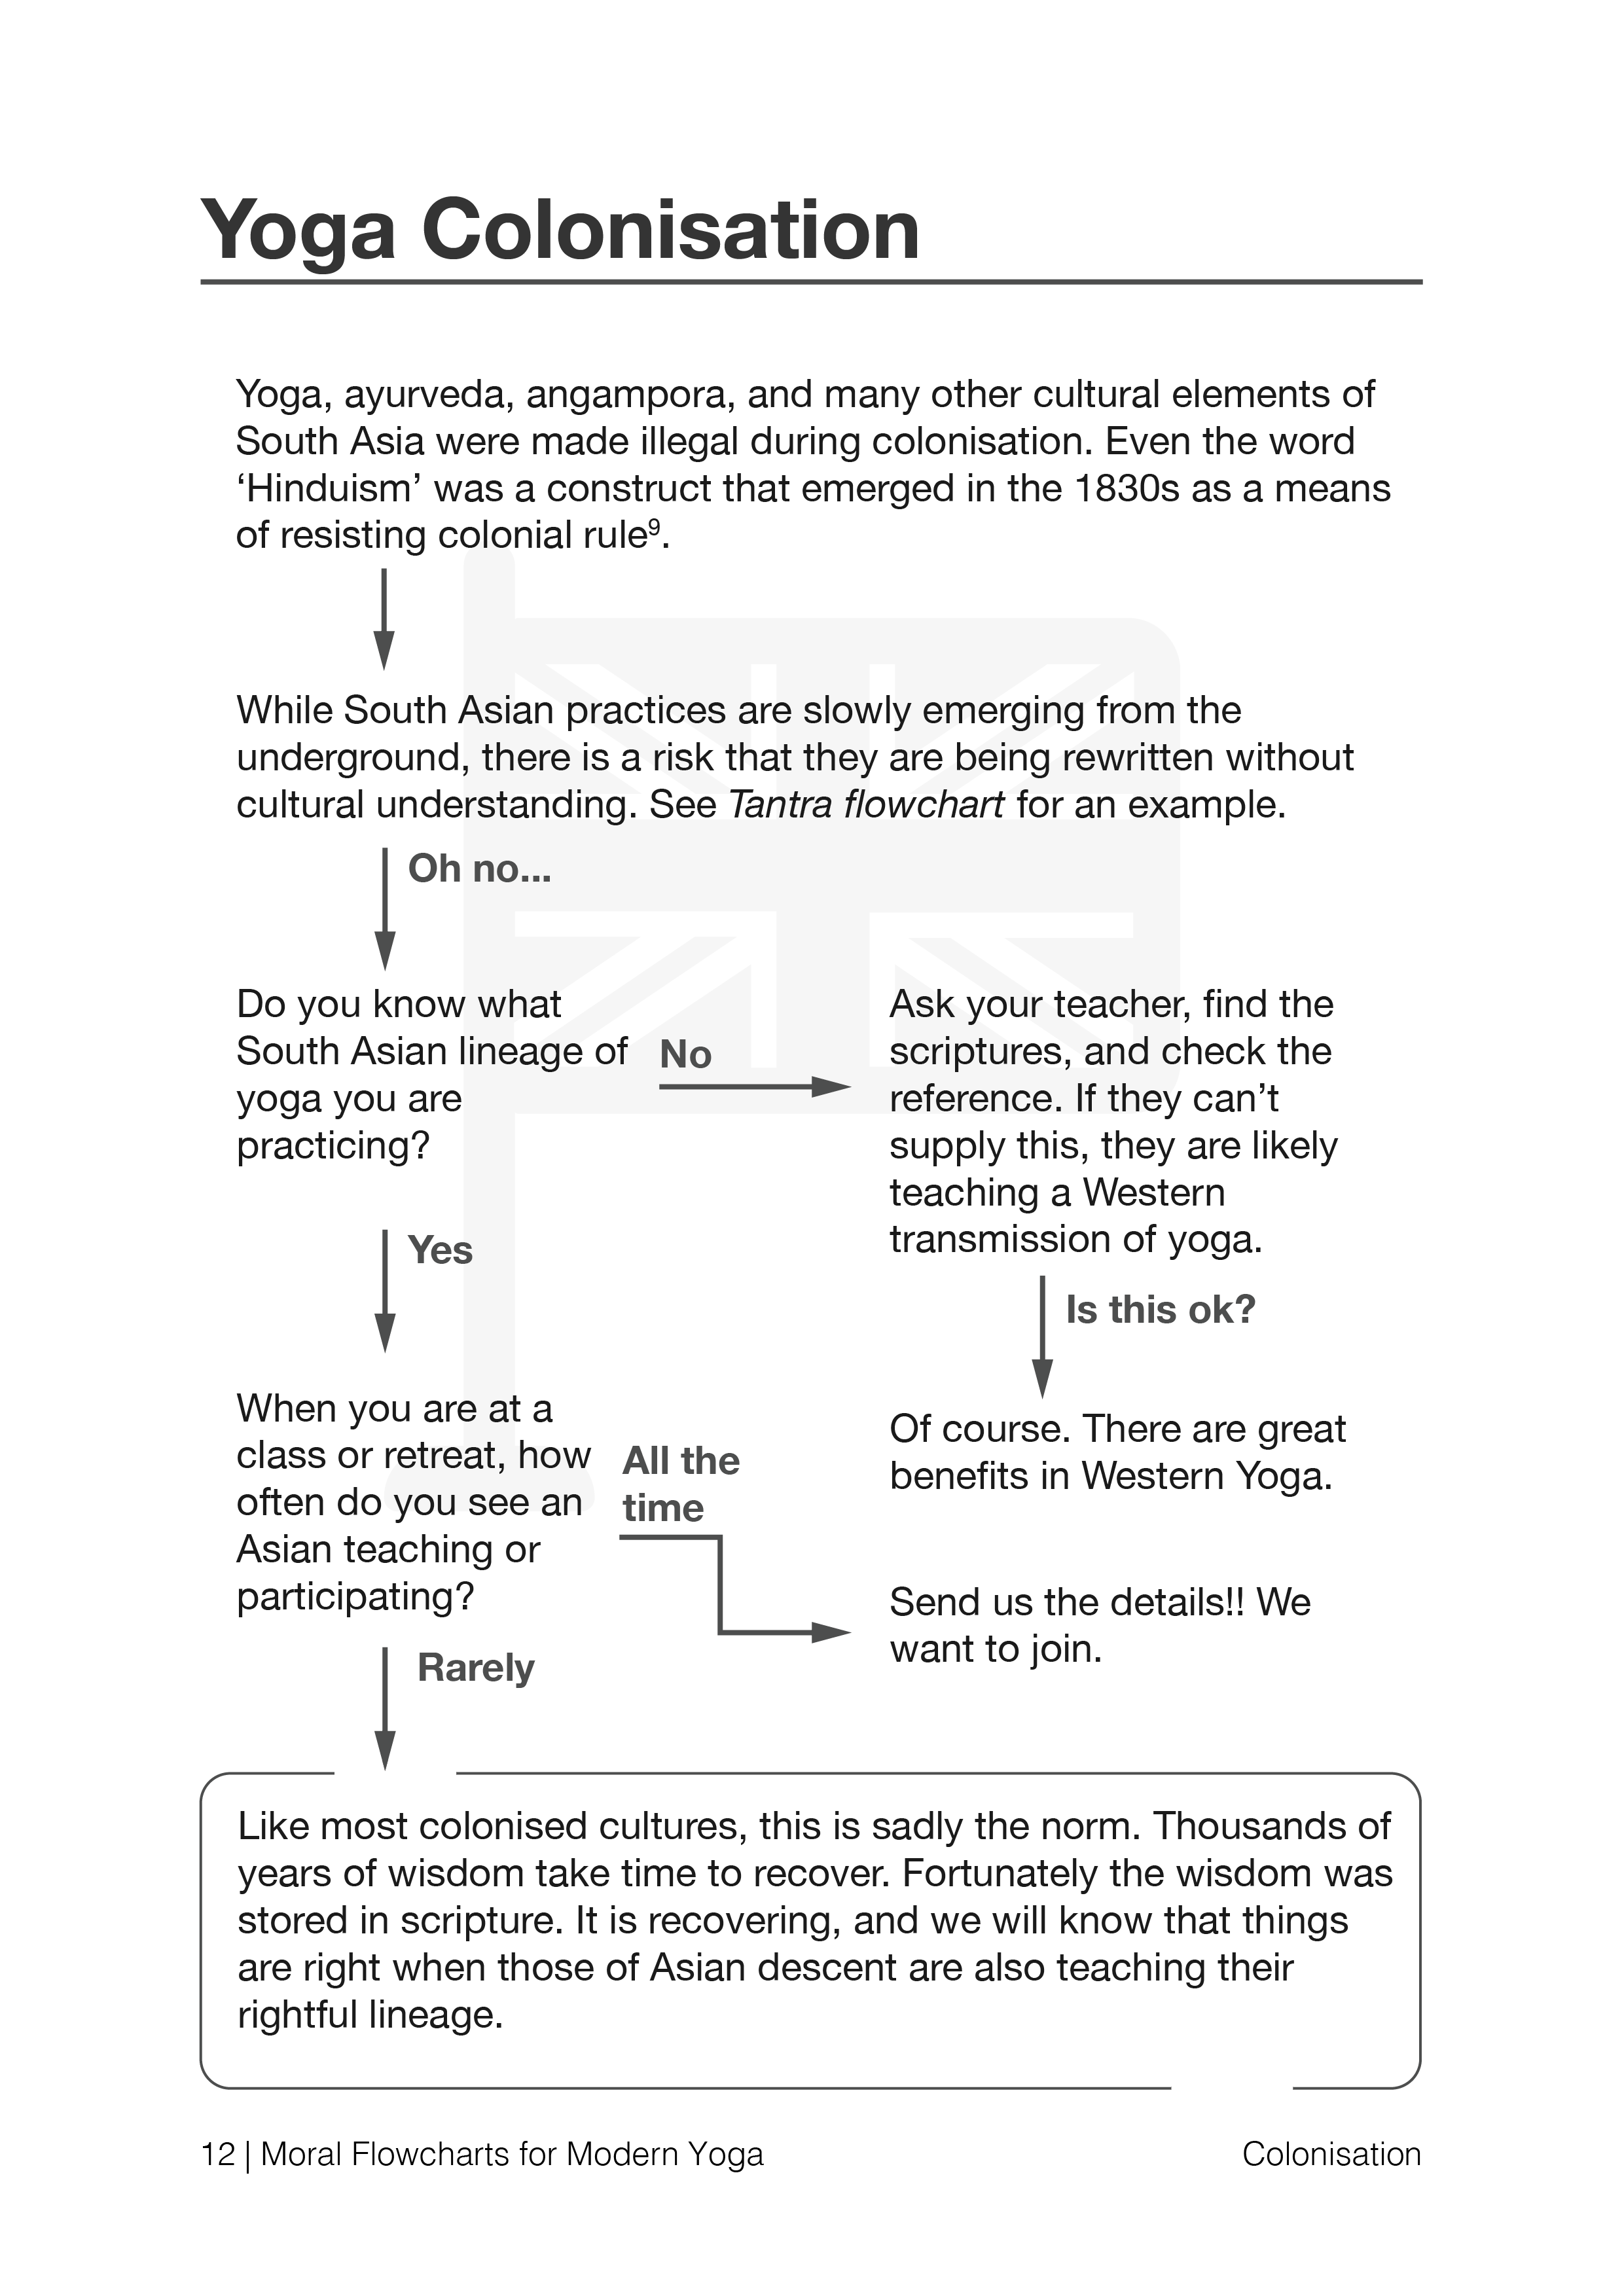 Yoga Colonisation
Yoga, ayurveda, angampora, and many other cultural elements of
South Asia were made illegal during colonisation. Even the word
‘Hinduism’ was a construct that emerged in the 1830s as a means
of resisting colonial rule⁹.
While South Asian practices are slowly emerging from the
underground, there is a risk that they are being rewritten without
cultural understanding. See Tantra flowchart for an example.
Oh no...
Do you know what
South Asian lineage of
yoga you are
practicing?
No
Ask your teacher, find the
scriptures, and check the
reference. If they can’t
supply this, they are likely
teaching a Western
transmission of yoga.
Yes
Is this ok?
Of course. There are great
benefits in Western Yoga.
When you are at a
class or retreat, how
often do you see an
Asian teaching or
participating?
All the
time
Send us the details!! We
want to join.
Rarely
Like most colonised cultures, this is sadly the norm. Thousands of
years of wisdom take time to recover. Fortunately the wisdom was
stored in scripture. It is recovering, and we will know that things
are right when those of Asian descent are also teaching their
rightful lineage.
12 | Moral Flowcharts for Modern Yoga
Colonisation